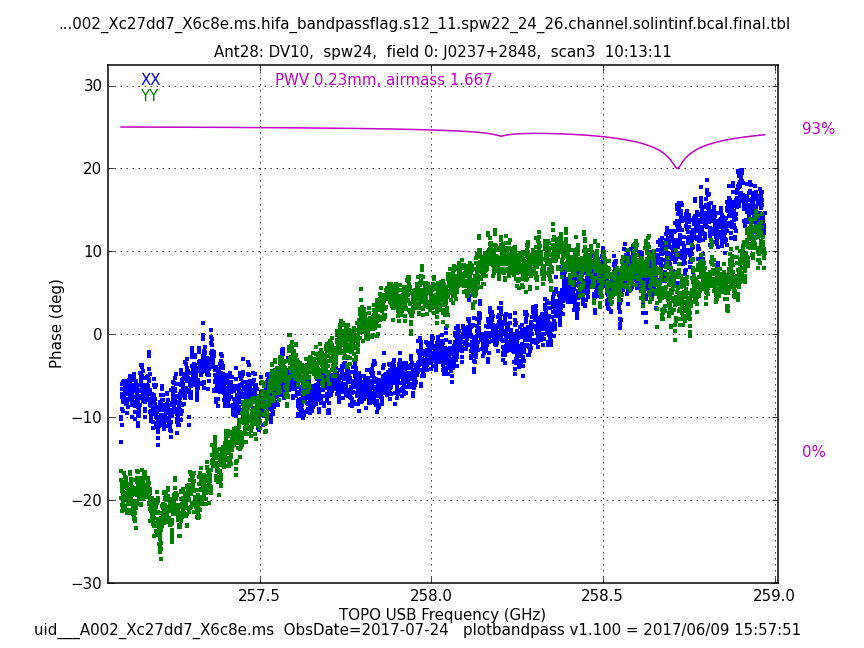 ...002_Xc27dd7_X6c8e.ms.hifa_bandpassflag.s12_11.spw22_24_26.channel.solintinf.bcal.final.tbl
Ant28: DV10,  spw24,  field 0: J0237+2848,  scan3  10:13:11
XX
PWV 0.23mm, airmass 1.667
YY
93%
0%
30
20
10
0
−10
−20
−30
Phase (deg)
257.5 258.0 258.5 259.0
TOPO USB Frequency (GHz)
uid___A002_Xc27dd7_X6c8e.ms  ObsDate=2017-07-24   plotbandpass v1.100 = 2017/06/09 15:57:51